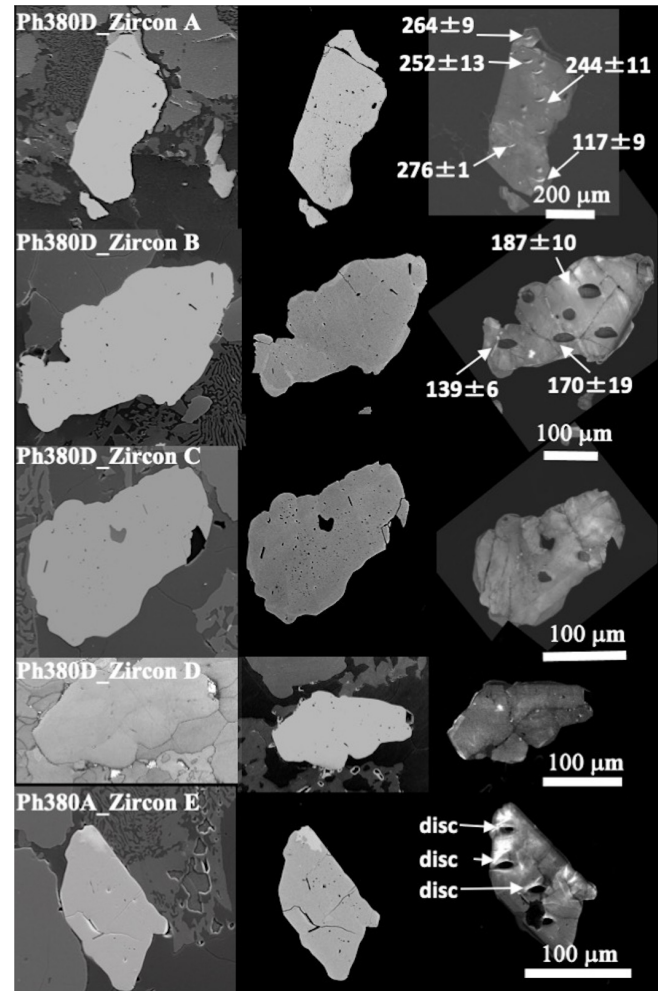 Ph380D_Zircon A
264±9
252±13
244±11
276±1
117±9
200 µm
Ph380D_Zircon B
187±10
139±6
170±19
100 µm
Ph380D_Zircon C
100 µm
Ph380D_Zircon D
100 µm
Ph380A_Zircon E
disc
disc
disc
100 µm